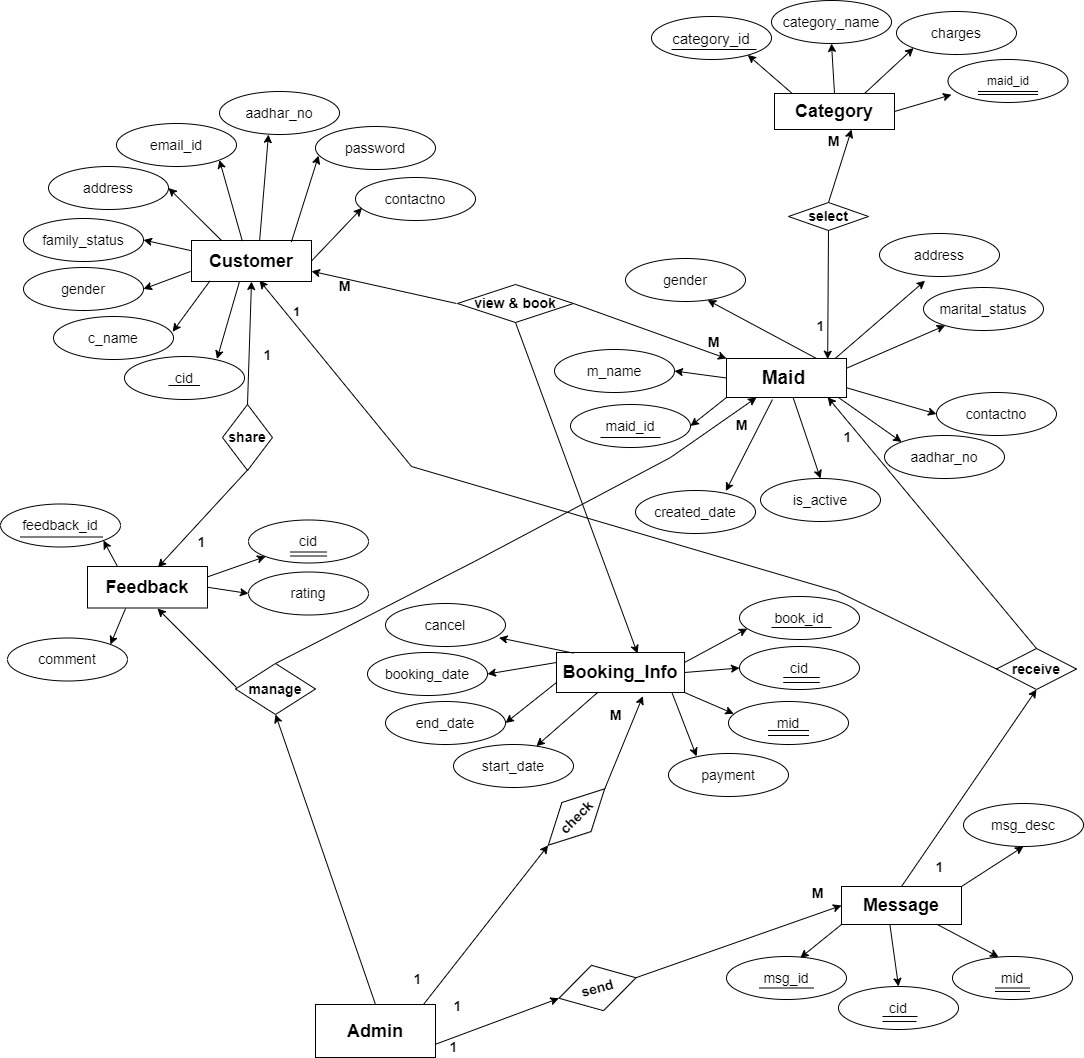 category_name
category_id
charges
maid_id
Category
M
aadhar_no
email_id
password
address
contactno
family_status
Customer
gender
c_name
cid
M
1
1
select
view & book
gender
address
marital_status
1
M
Maid
m_name
maid_id
contactno
aadhar_no
M
1
created_date
is_active
share
1
feedback_id
cid
Feedback
rating
comment
manage
cancel
book_id
booking_date
Booking_Info
cid
end_date
mid
start_date
payment
M
receive
check
msg_desc
1
M
Message
msg_id
cid
mid
send
1
1
1
Admin